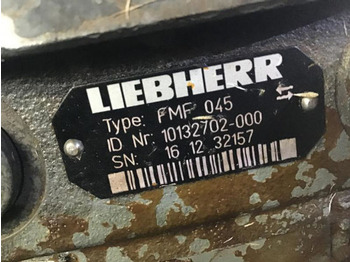 LIEBHERR
Type: FMF 045
ID Nr: 10132702-000
SN: 16 12 32157